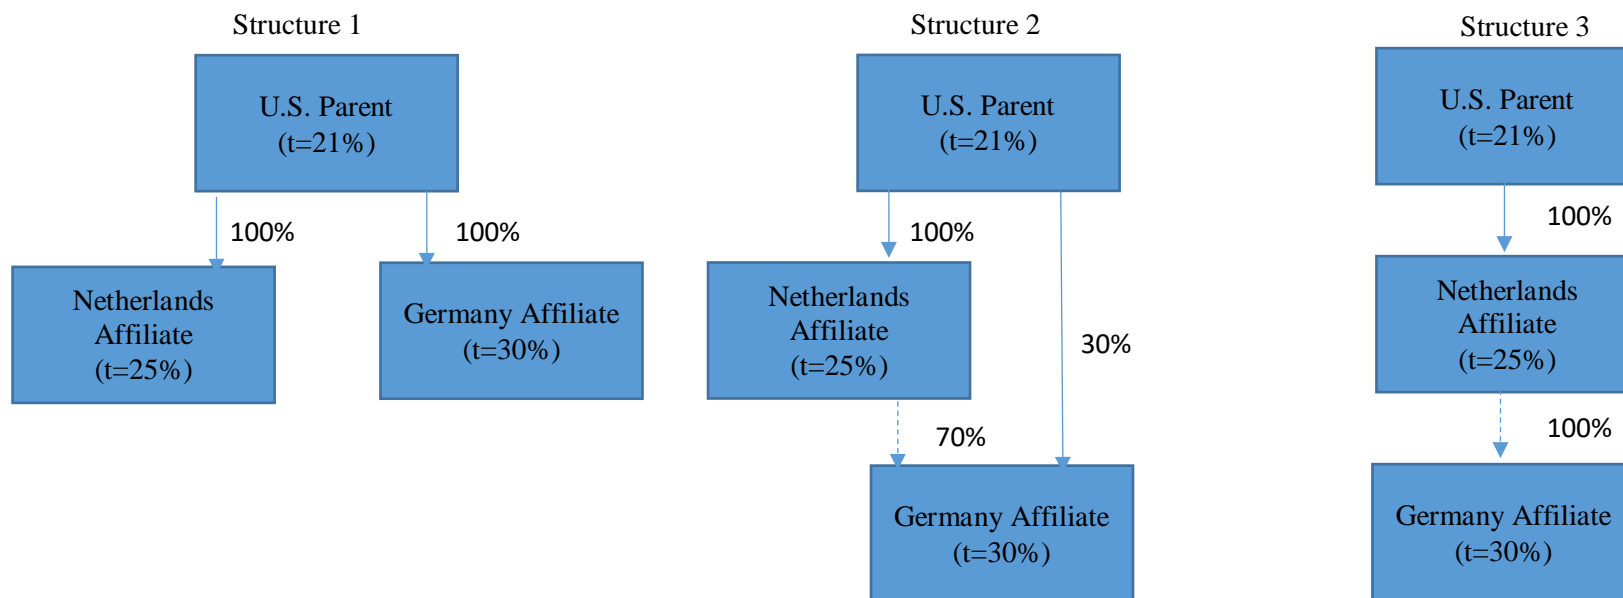 Structure 1
U.S. Parent
(t=21%)
100%
100%
Netherlands
Affiliate
(t=25%)
Germany Affiliate
(t=30%)
Structure 2
U.S. Parent
(t=21%)
100%
Netherlands
Affiliate
(t=25%)
30%
70%
Germany Affiliate
(t=30%)
Structure 3
U.S. Parent
(t=21%)
100%
Netherlands
Affiliate
(t=25%)
100%
Germany Affiliate
(t=30%)